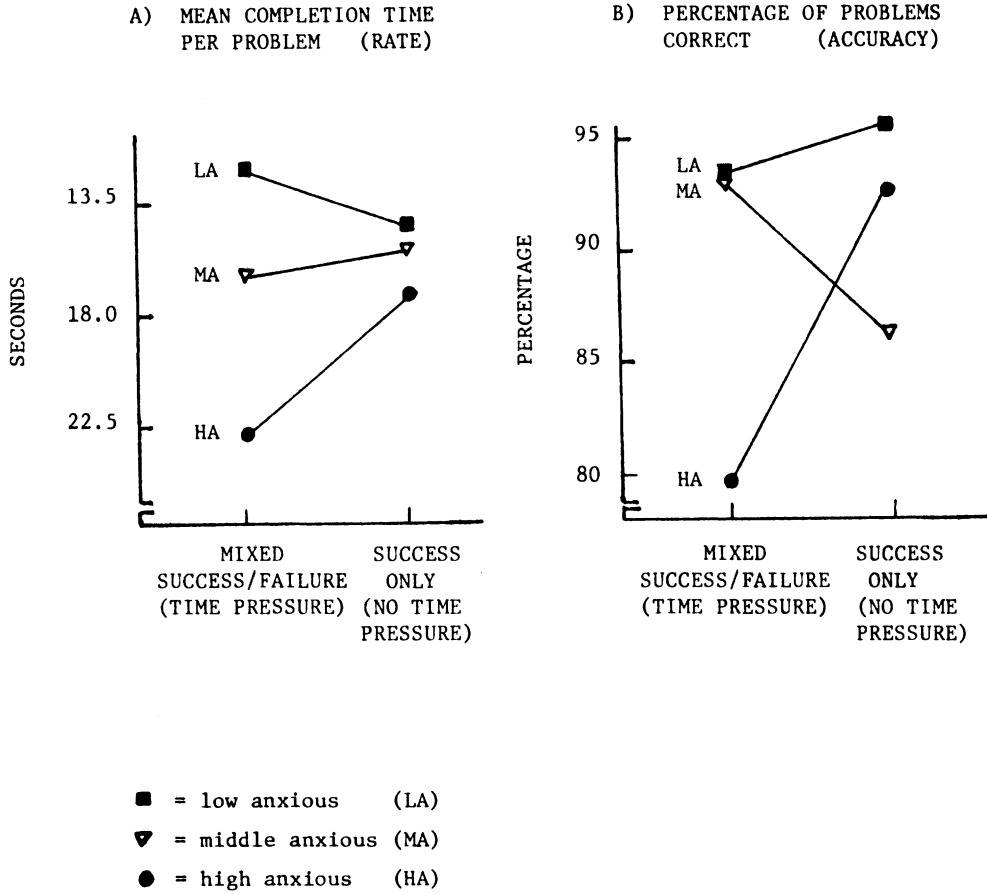 A) MEAN COMPLETION TIME
PER PROBLEM (RATE)
SECONDS
13.5
18.0
22.5
LA
MA
HA
MIXED
SUCCESS/FAILURE
(TIME PRESSURE)
SUCCESS
ONLY
(NO TIME
PRESSURE)
B) PERCENTAGE OF PROBLEMS
CORRECT (ACCURACY)
PERCENTAGE
95
90
85
80
LA
MA
HA
MIXED
SUCCESS/FAILURE
(TIME PRESSURE)
SUCCESS
ONLY
(NO TIME
PRESSURE)
= low anxious (LA)
= middle anxious (MA)
= high anxious (HA)